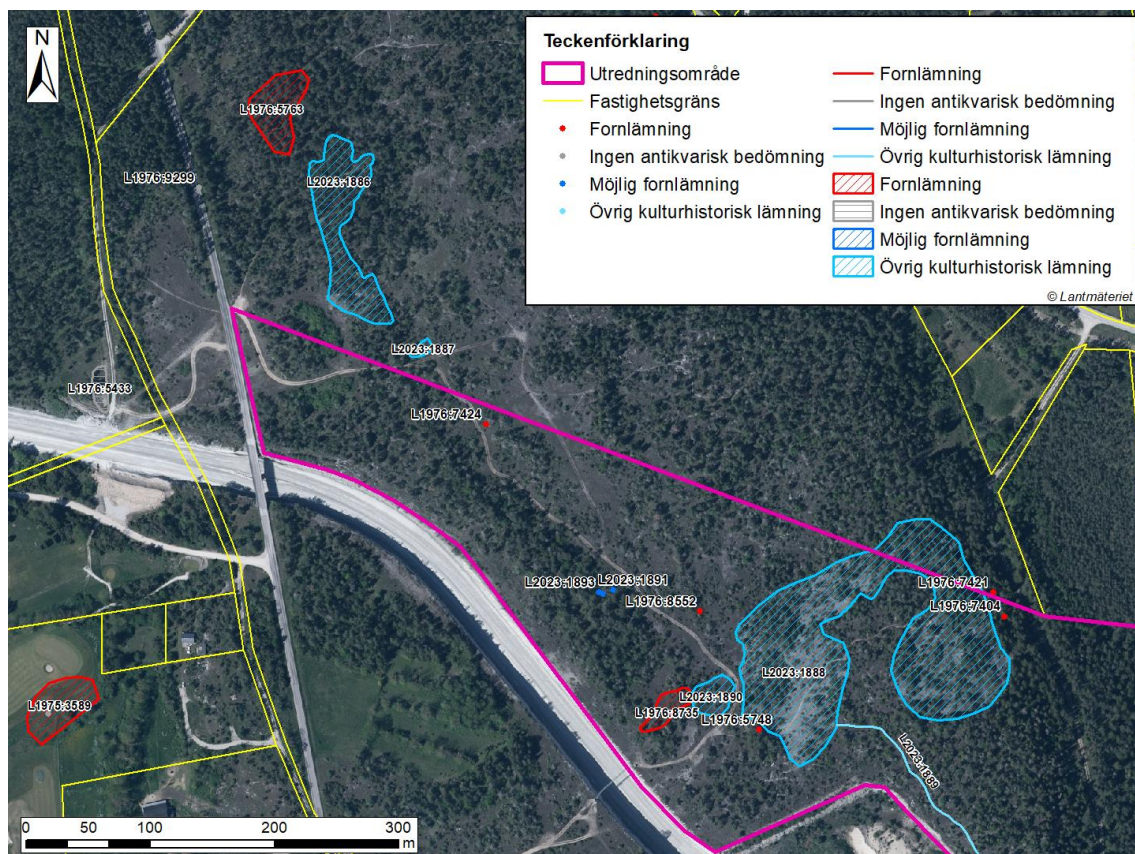 N
Teckenförklaring
Utredningsområde
Fastighetsgräns
Fornlämning
Ingen antikvarisk bedömning
Möjlig fornlämning
Övrig kulturhistorisk lämning
Fornlämning
Ingen antikvarisk bedömning
Möjlig fornlämning
Övrig kulturhistorisk lämning
Fornlämning
Ingen antikvarisk bedömning
Möjlig fornlämning
Övrig kulturhistorisk lämning
© Lantmäteriet
L1976:5763
L1976:9299
L2023:1886
L2023:1887
L1976:5433
L1976:7424
L2023:1893
L2023:1891
L1976:8552
L1976:7421
L1976:7404
L2023:1888
L2023:1890
L1976:8735
L1976:5748
L1975:3589
L2023:1889
0 50 100 200 300
m